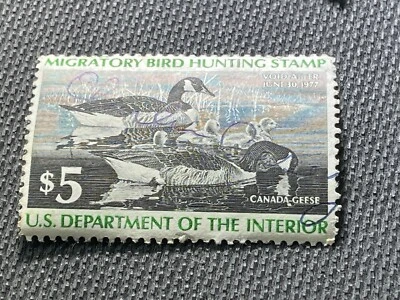 MIGRATORY BIRD HUNTING STAMP
VOID AFTER
JUNE 30, 1977
$5
CANADA GEESE
U.S. DEPARTMENT OF THE INTERIOR